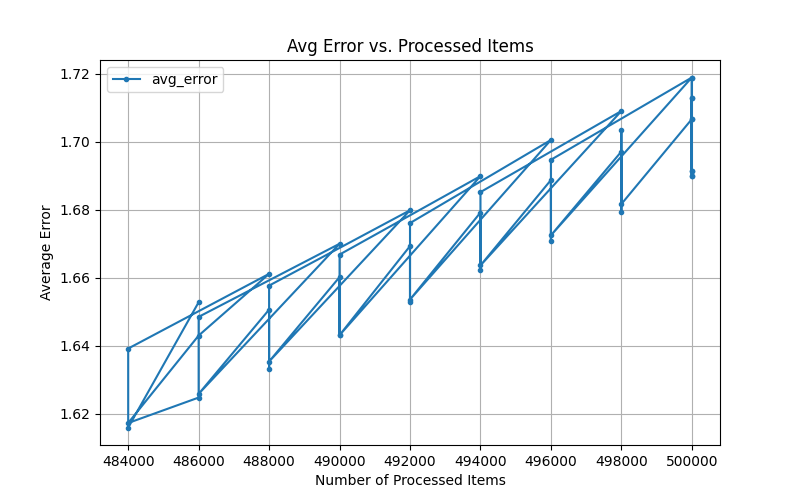 Avg Error vs. Processed Items
avg_error
1.72
1.70
1.68
1.66
1.64
1.62
Average Error
484000 486000 488000 490000 492000 494000 496000 498000 500000
Number of Processed Items